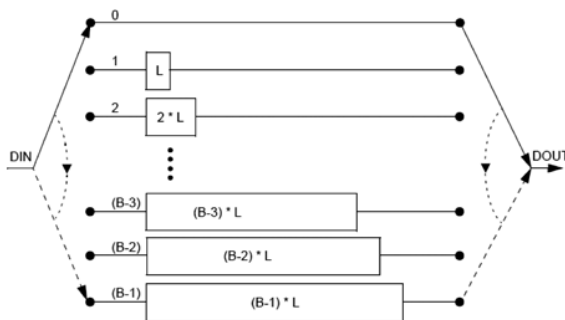 0
1 L
2 2 * L
DIN DOUT
(B-3) (B-3) * L
(B-2) (B-2) * L
(B-1) (B-1) * L